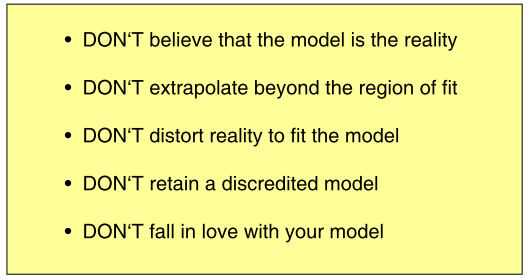 • DON‘T believe that the model is the reality
• DON‘T extrapolate beyond the region of fit
• DON‘T distort reality to fit the model
• DON‘T retain a discredited model
• DON‘T fall in love with your model